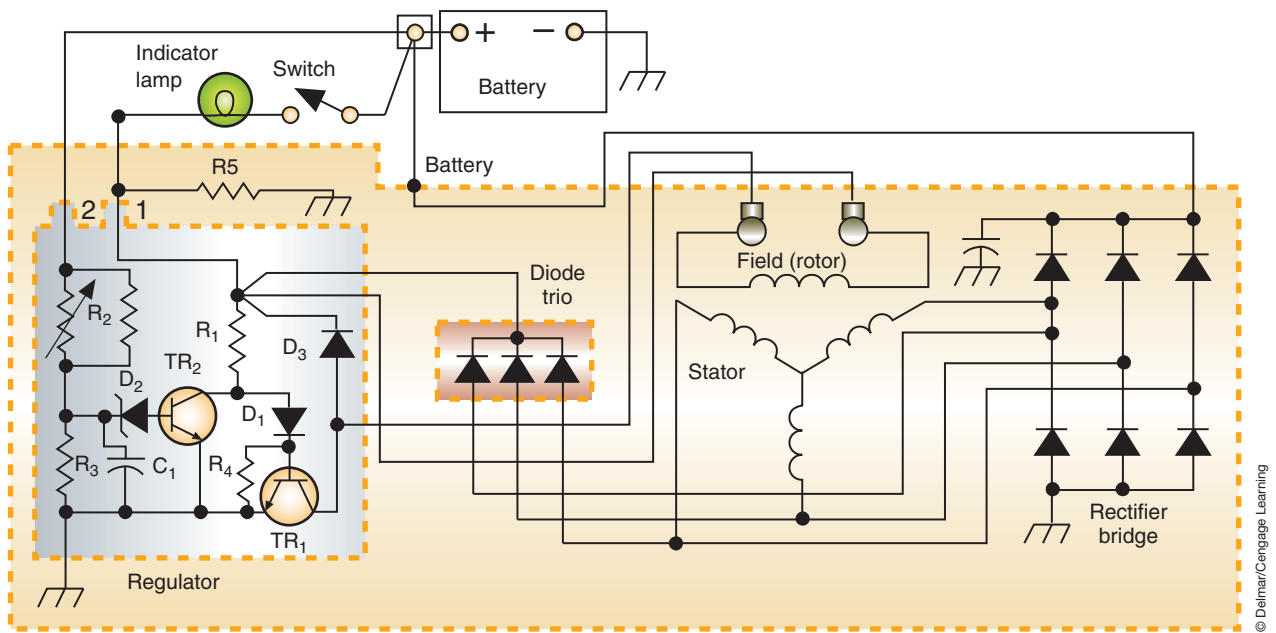 Indicator
lamp
Switch
+ −
Battery
Battery
R5
2 1
Diode
trio
Field (rotor)
R2
R1
D3
TR2
D2
D1
Stator
R3
C1
R4
TR1
Rectifier
bridge
Regulator
© Delmar/Cengage Learning